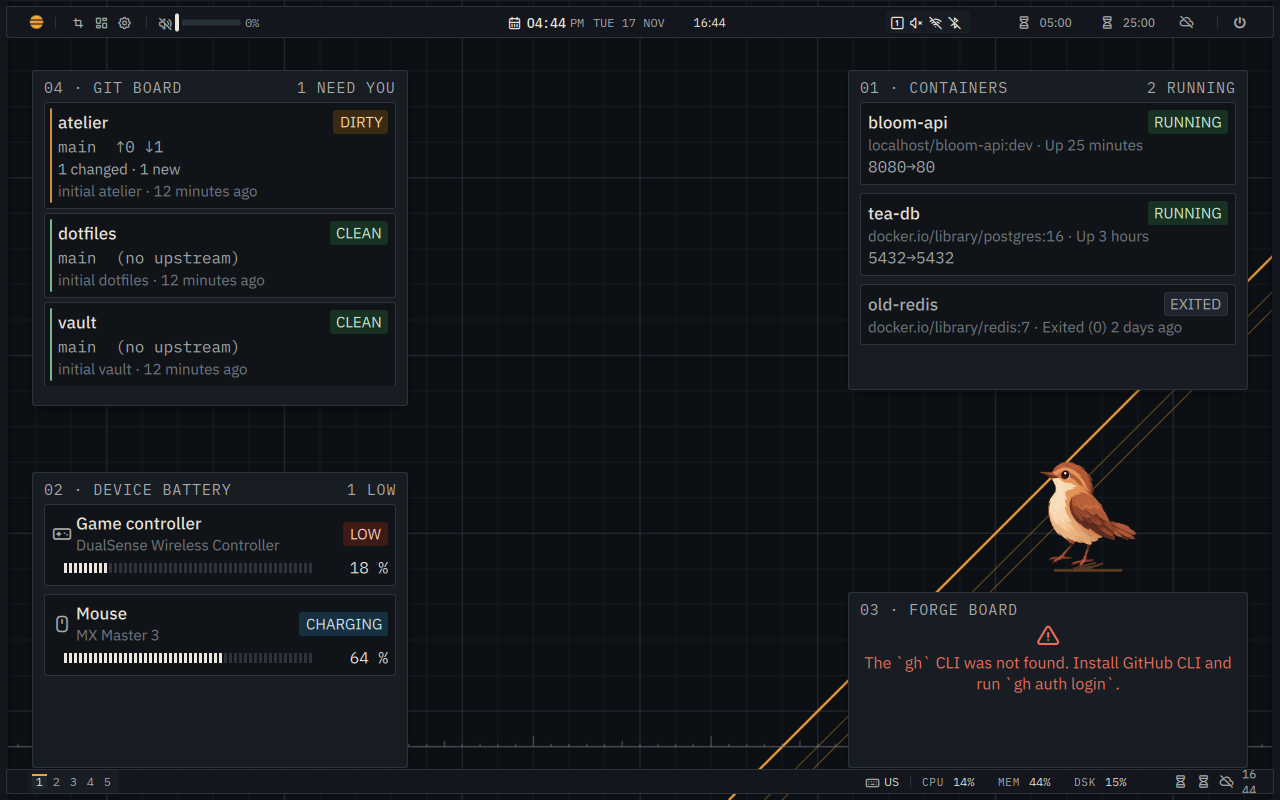 0%
04:44 PM TUE 17 NOV
16:44
1
05:00
25:00
04 · GIT BOARD 1 NEED YOU
atelier DIRTY
main ↑0 ↓1
1 changed · 1 new
initial atelier · 12 minutes ago
dotfiles CLEAN
main (no upstream)
initial dotfiles · 12 minutes ago
vault CLEAN
main (no upstream)
initial vault · 12 minutes ago
01 · CONTAINERS 2 RUNNING
bloom-api RUNNING
localhost/bloom-api:dev · Up 25 minutes
8080→80
tea-db RUNNING
docker.io/library/postgres:16 · Up 3 hours
5432→5432
old-redis EXITED
docker.io/library/redis:7 · Exited (0) 2 days ago
02 · DEVICE BATTERY 1 LOW
Game controller LOW
DualSense Wireless Controller
18 %
Mouse CHARGING
MX Master 3
64 %
03 · FORGE BOARD
The `gh` CLI was not found. Install GitHub CLI and
run `gh auth login`.
1 2 3 4 5
US CPU 14% MEM 44% DSK 15%
16
44